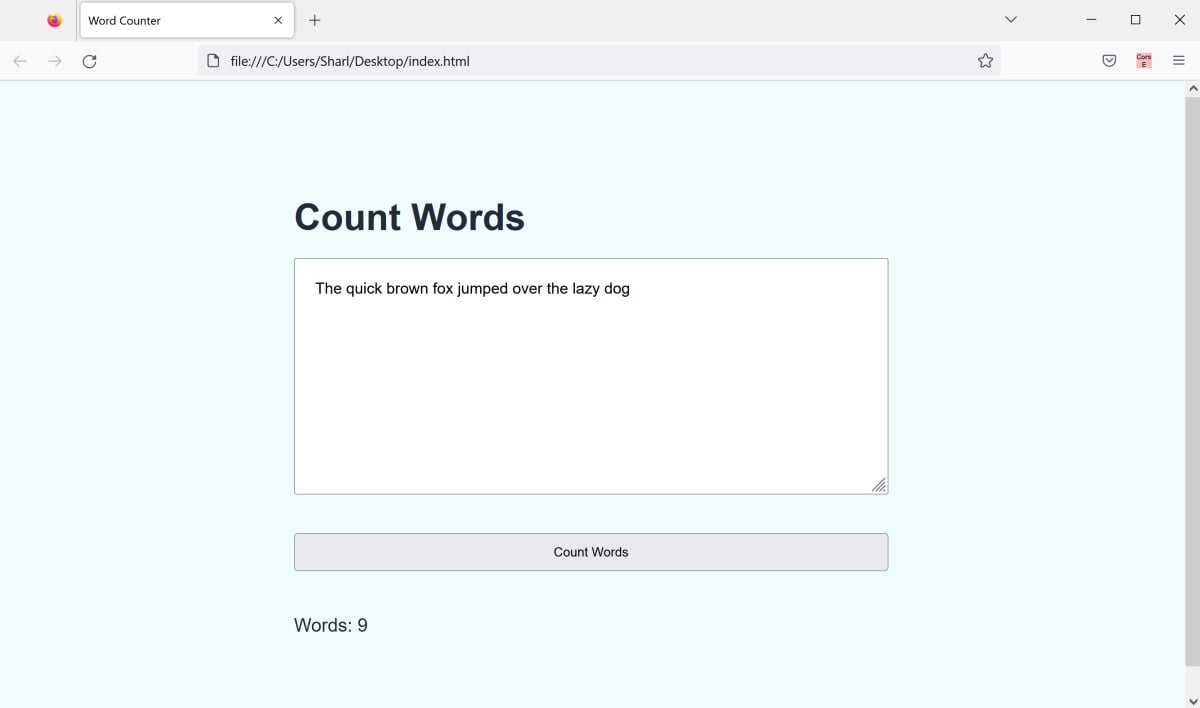 Word Counter
file:///C:/Users/Sharl/Desktop/index.html
Cors
E
Count Words
The quick brown fox jumped over the lazy dog
Count Words
Words: 9